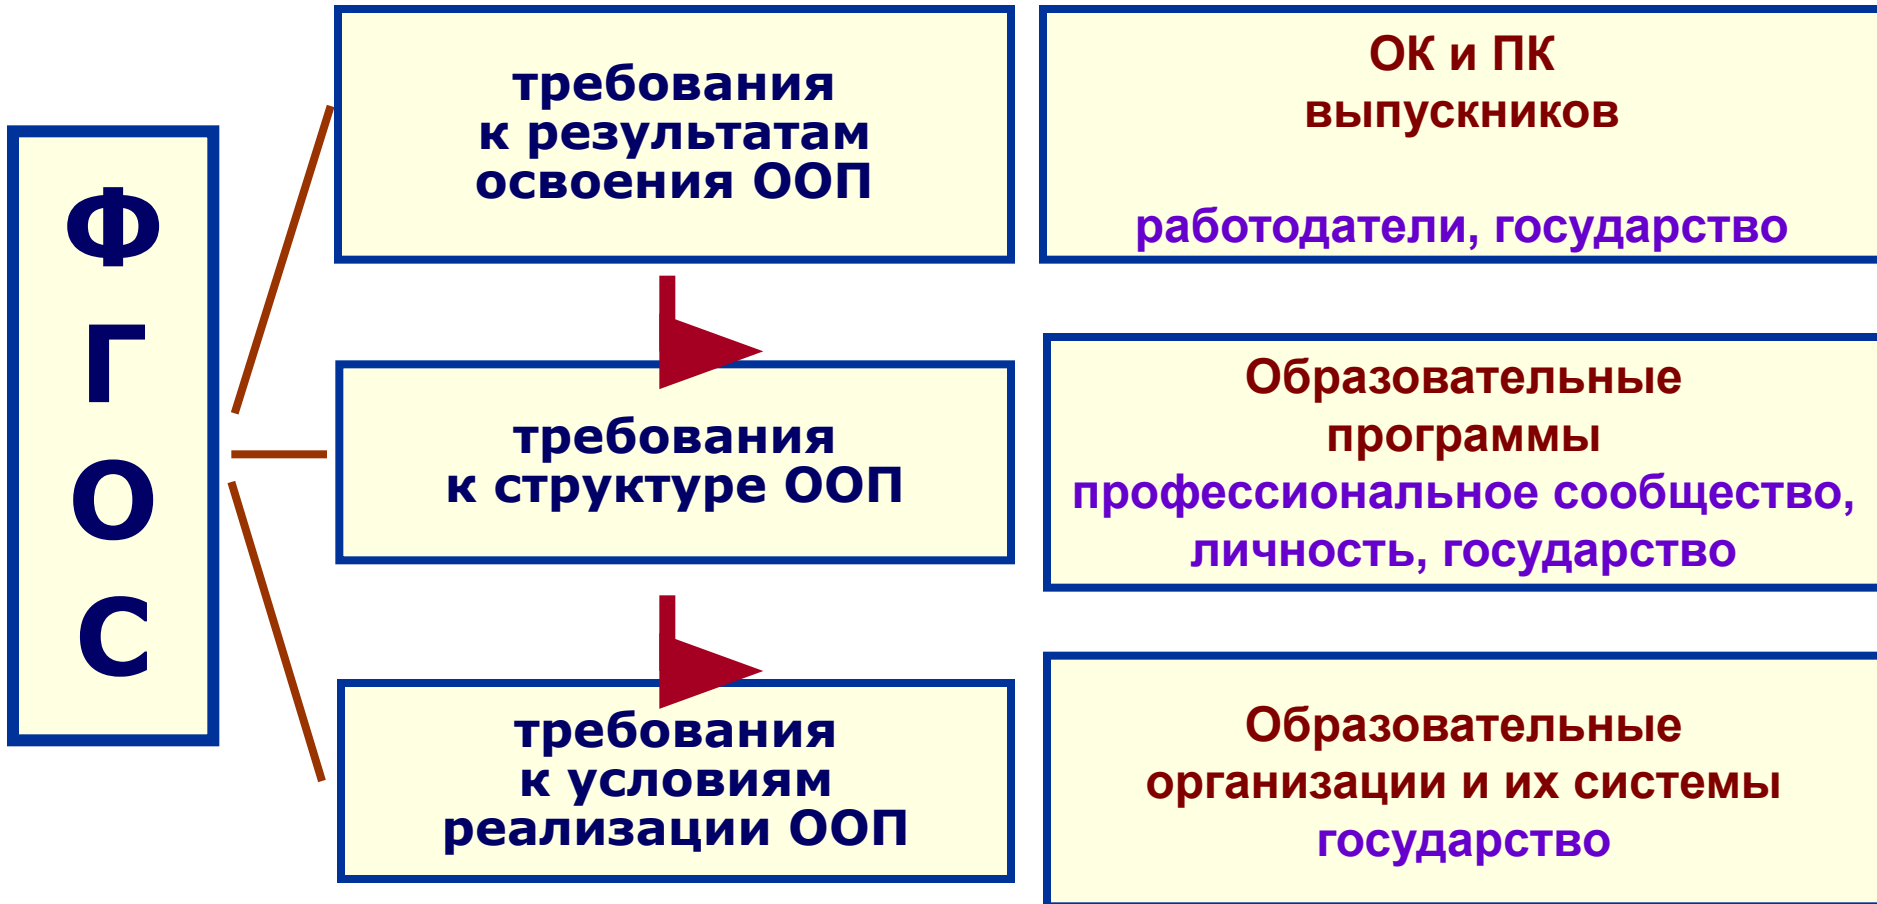 Ф
Г
О
С
требования
к результатам
освоения ООП
ОК и ПК
выпускников
работодатели, государство
требования
к структуре ООП
Образовательные
программы
профессиональное сообщество,
личность, государство
требования
к условиям
реализации ООП
Образовательные
организации и их системы
государство